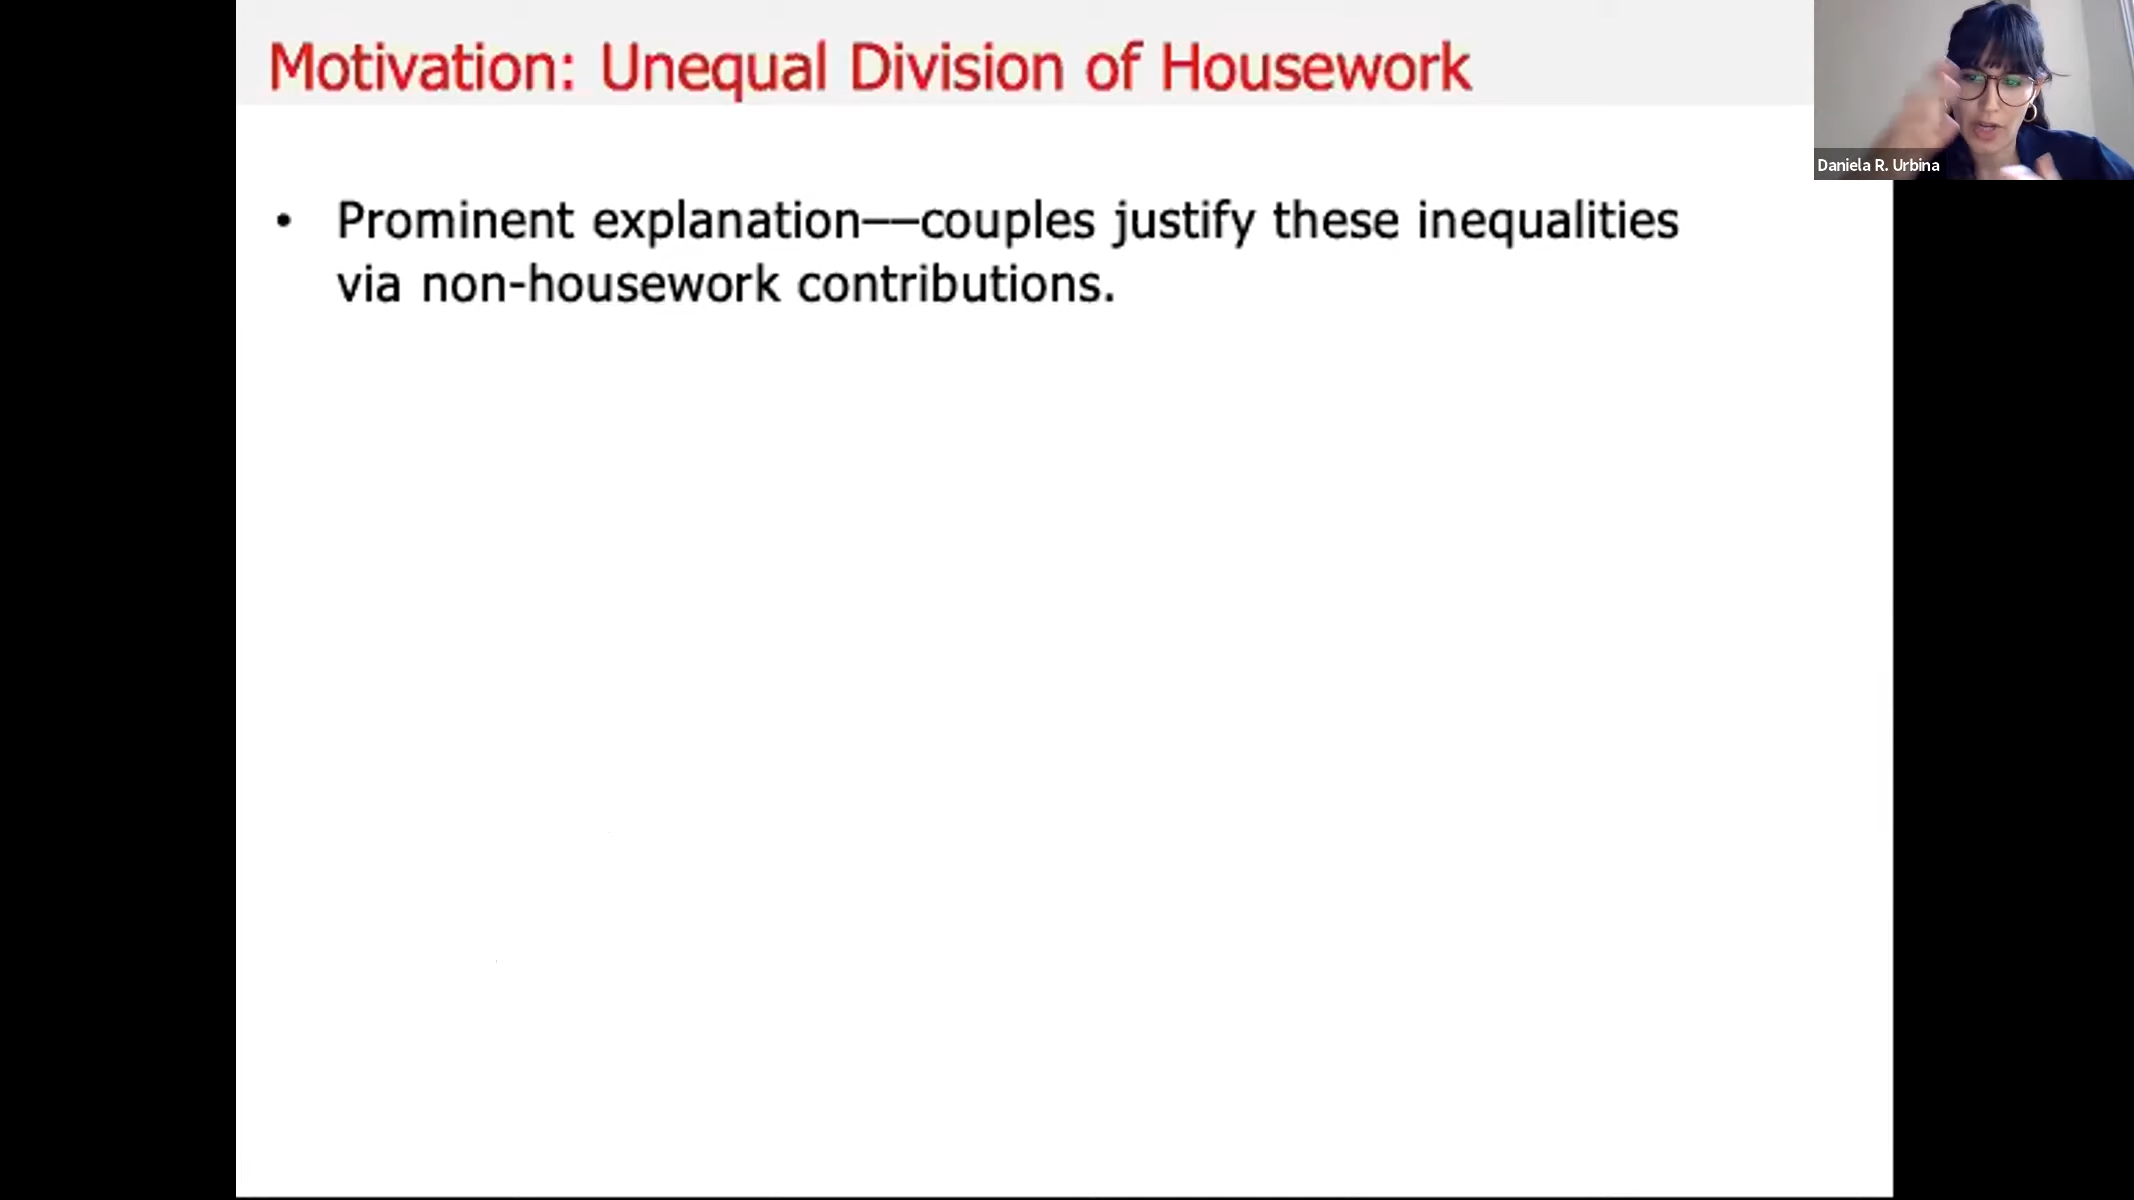 Motivation: Unequal Division of Housework
Daniela R. Urbina
• Prominent explanation––couples justify these inequalities
via non-housework contributions.